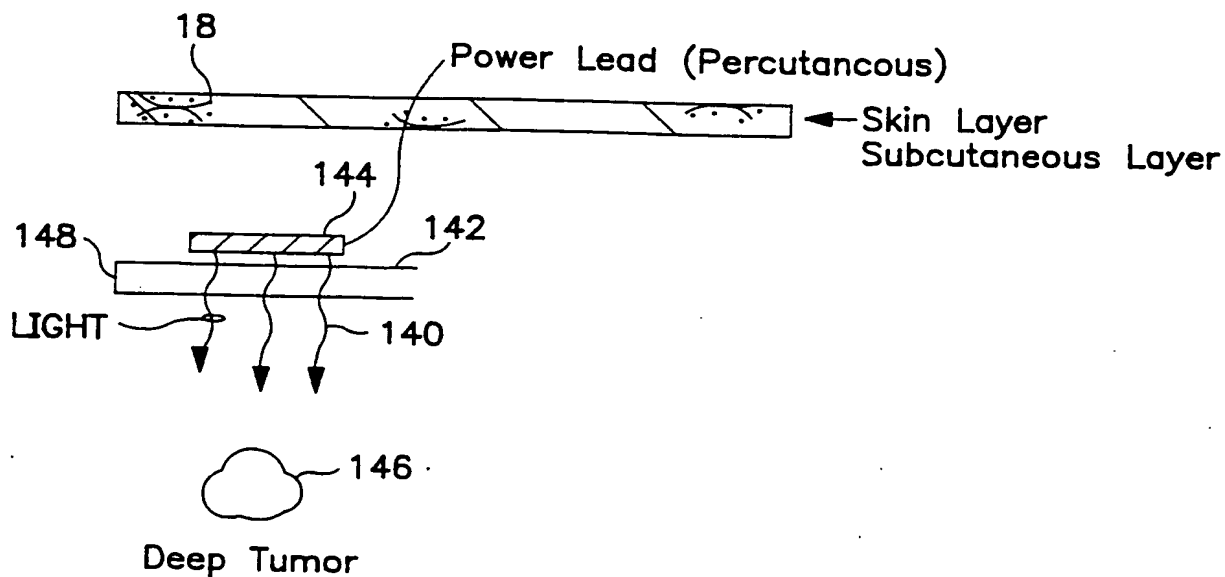 18
Power Lead (Percutancous)
Skin Layer
Subcutaneous Layer
144
148
142
LIGHT
140
146
Deep Tumor